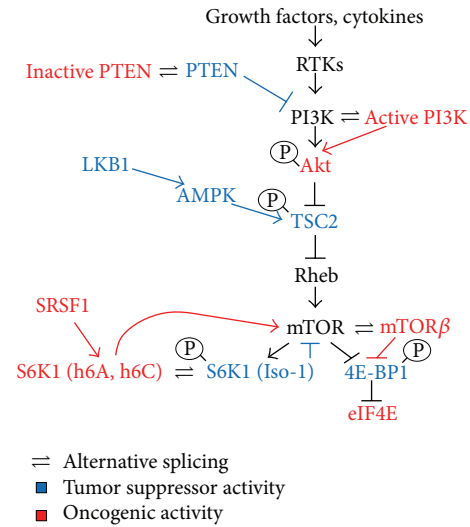 Growth factors, cytokines
RTKs
Inactive PTEN ⇌ PTEN
PI3K ⇌ Active PI3K
P
Akt
LKB1
AMPK
P
TSC2
Rheb
SRSF1
mTOR ⇌ mTORβ
P
P
S6K1 (h6A, h6C) ⇌ S6K1 (Iso-1)
4E-BP1
eIF4E
⇌ Alternative splicing
Tumor suppressor activity
Oncogenic activity